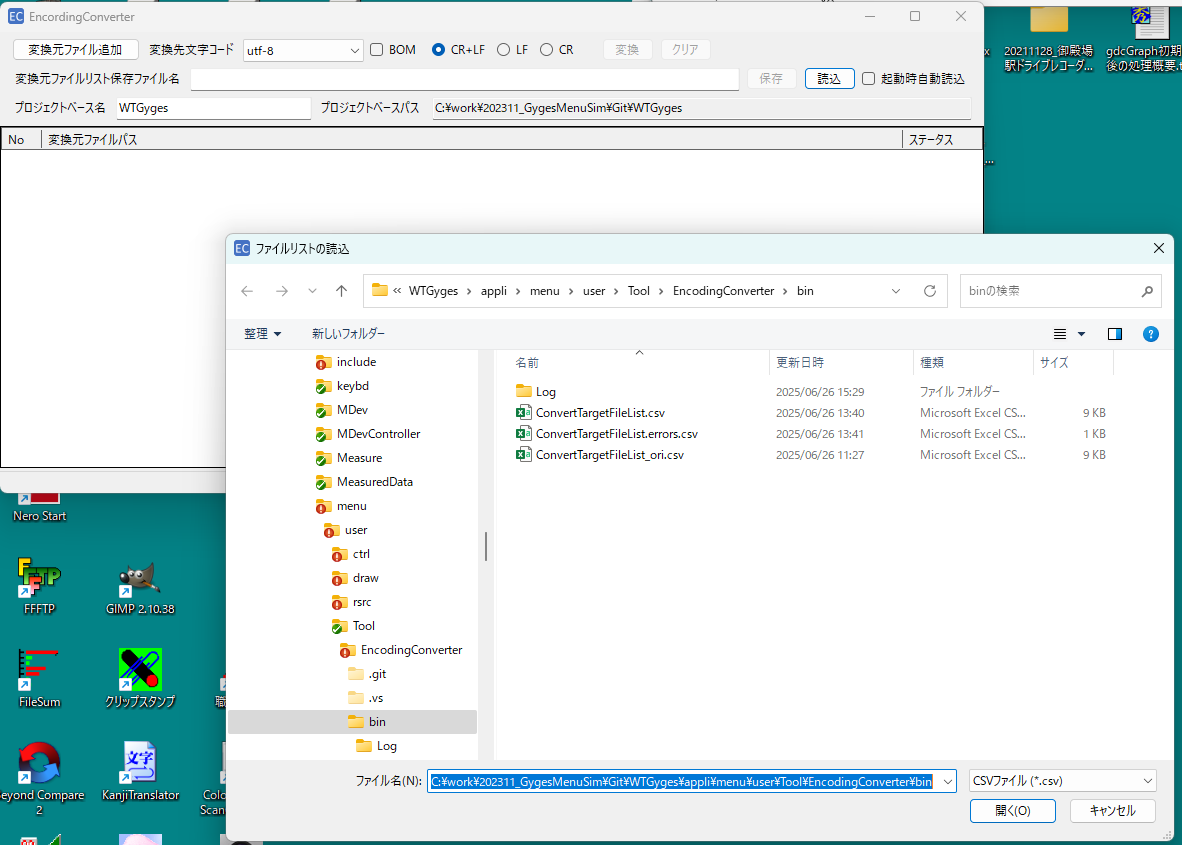 EC EncordingConverter
変換元ファイル追加 変換先文字コード utf-8 BOM CR+LF LF CR 変換 クリア
変換元ファイルリスト保存ファイル名 保存 読込 起動時自動読込
プロジェクトベース名 WTGyges プロジェクトベースパス C:¥work¥202311_GygesMenuSim¥Git¥WTGyges
No 変換元ファイルパス ステータス
20211128_御殿場
駅ドライブレコーダ...
gdcGraph初期
後の処理概要.t
x
...
EC ファイルリストの読込
« WTGyges › appli › menu › user › Tool › EncodingConverter › bin
binの検索
整理 新しいフォルダー
?
include
keybd
MDev
MDevController
Measure
MeasuredData
menu
user
ctrl
draw
rsrc
Tool
EncodingConverter
.git
.vs
bin
Log
名前 更新日時 種類 サイズ
Log 2025/06/26 15:29 ファイル フォルダー
ConvertTargetFileList.csv 2025/06/26 13:40 Microsoft Excel CS... 9 KB
ConvertTargetFileList.errors.csv 2025/06/26 13:41 Microsoft Excel CS... 1 KB
ConvertTargetFileList_ori.csv 2025/06/26 11:27 Microsoft Excel CS... 9 KB
ファイル名(N): C:¥work¥202311_GygesMenuSim¥Git¥WTGyges¥appli¥menu¥user¥Tool¥EncodingConverter¥bin CSVファイル (*.csv)
開く(O) キャンセル
Nero Start
FFFTP
GIMP 2.10.38
FileSum
クリップスタンプ
職
文字
eyond Compare
2
KanjiTranslator
Colo
Scan